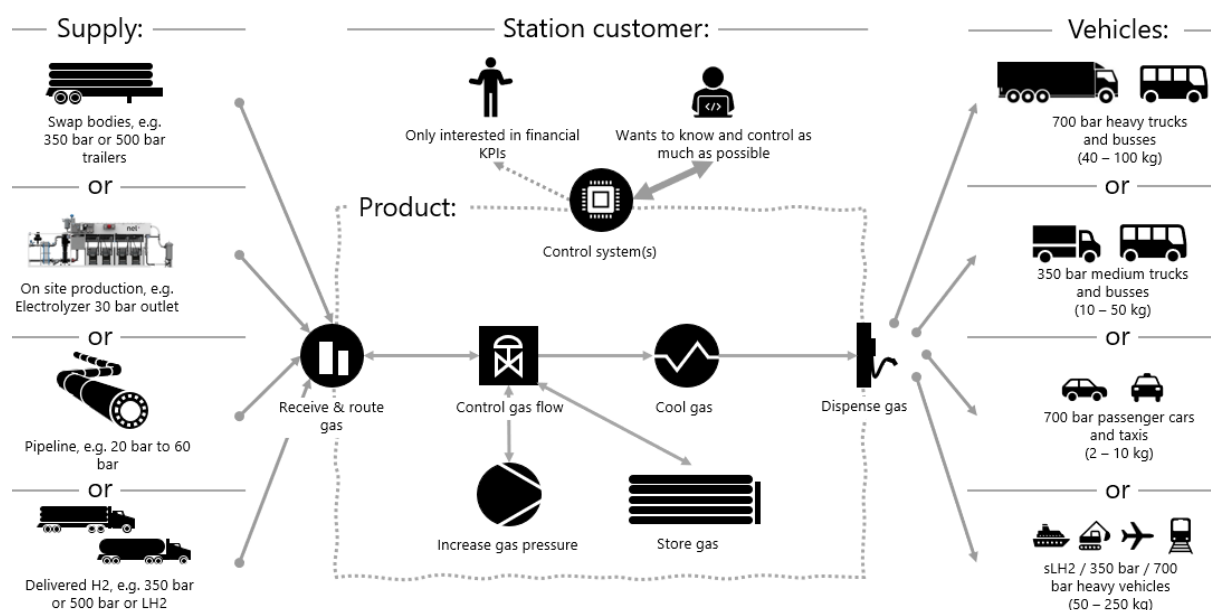 Supply:
Swap bodies, e.g.
350 bar or 500 bar
trailers
or
nel•
On site production, e.g.
Electrolyzer 30 bar outlet
or
Pipeline, e.g. 20 bar to 60
bar
or
Delivered H2, e.g. 350 bar
or 500 bar or LH2
Station customer:
Only interested in financial
KPIs
</>
Wants to know and control as
much as possible
Product:
Control system(s)
Receive & route
gas
Control gas flow
Cool gas
Dispense gas
Increase gas pressure
Store gas
Vehicles:
700 bar heavy trucks
and busses
(40 – 100 kg)
or
350 bar medium trucks
and busses
(10 – 50 kg)
or
700 bar passenger cars
and taxis
(2 – 10 kg)
or
sLH2 / 350 bar / 700
bar heavy vehicles
(50 – 250 kg)